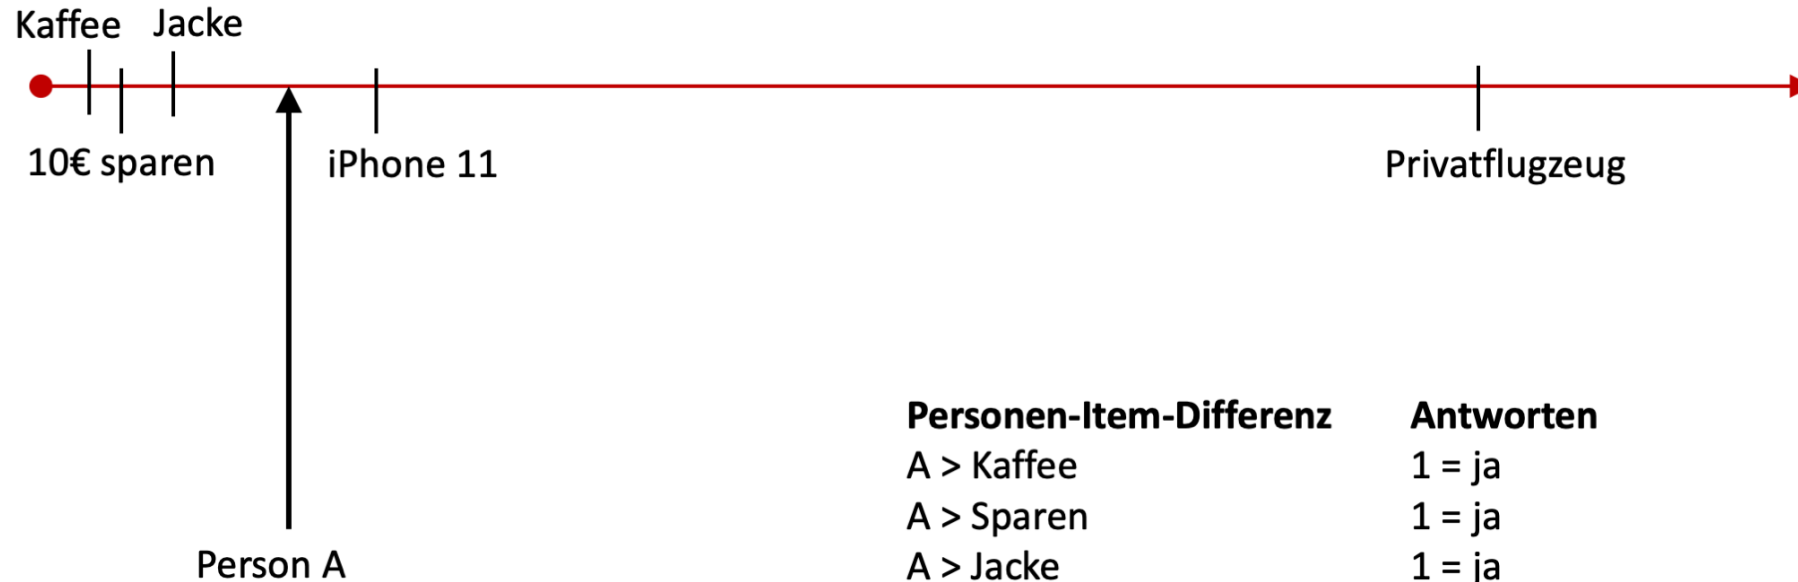 Kaffee Jacke
10€ sparen iPhone 11 Privatflugzeug
Personen-Item-Differenz Antworten
A > Kaffee 1 = ja
A > Sparen 1 = ja
Person A A > Jacke 1 = ja